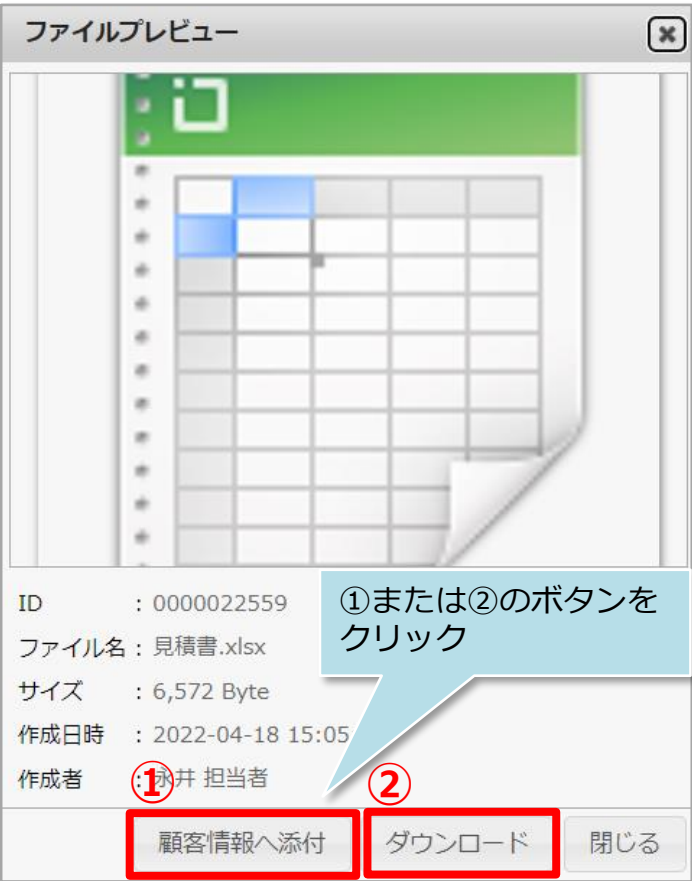 ファイルプレビュー
ID : 0000022559
ファイル名 : 見積書.xlsx
サイズ : 6,572 Byte
作成日時 : 2022-04-18 15:05
作成者 : 永井 担当者
①または②のボタンを
クリック
① ②
顧客情報へ添付 ダウンロード 閉じる